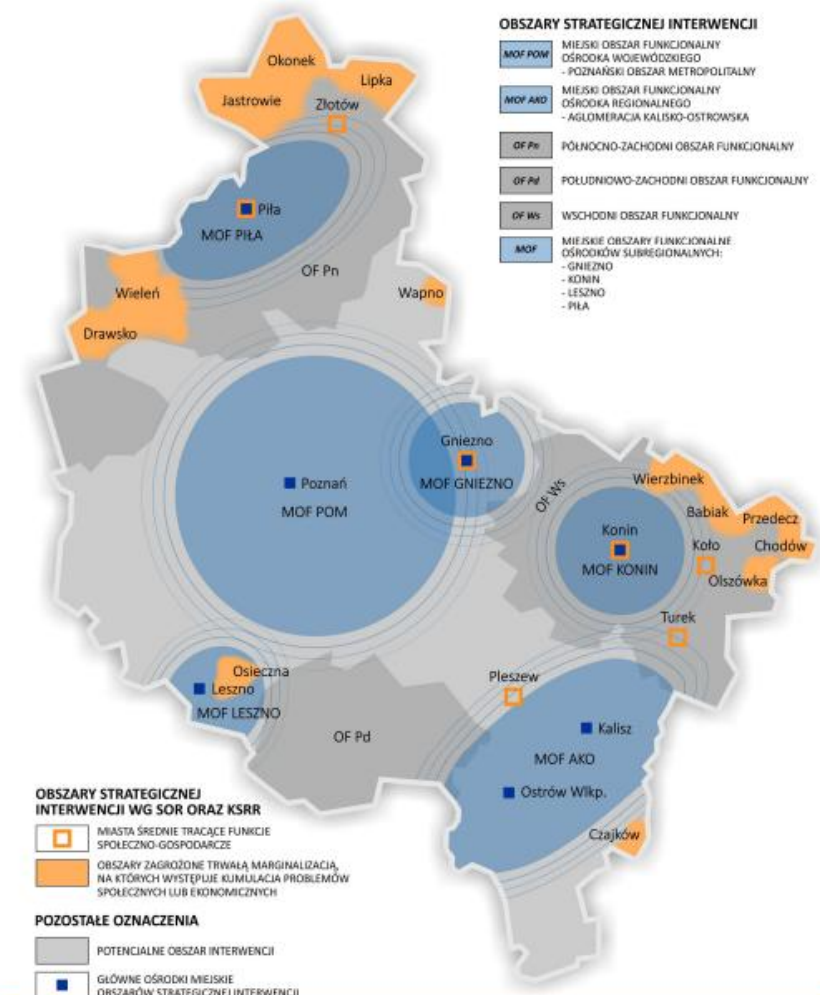 OBSZARY STRATEGICZNEJ INTERWENCJI
MOF POM
MIEJSKI OBSZAR FUNKCJONALNY
OŚRODKA WOJEWÓDZKIEGO
- POZNAŃSKI OBSZAR METROPOLITALNY
MOF AKO
MIEJSKI OBSZAR FUNKCJONALNY
OŚRODKA REGIONALNEGO
- AGLOMERACJA KALISKO-OSTROWSKA
OF Pn
PÓŁNOCNO-ZACHODNI OBSZAR FUNKCJONALNY
OF Pd
POŁUDNIOWO-ZACHODNI OBSZAR FUNKCJONALNY
OF Ws
WSCHODNI OBSZAR FUNKCJONALNY
MOF
MIEJSKIE OBSZARY FUNKCJONALNE
OŚRODKÓW SUBREGIONALNYCH:
- GNIEZNO
- KONIN
- LESZNO
- PIŁA
Okonek
Lipka
Jastrowie
Złotów
Piła
MOF PIŁA
OF Pn
Wieleń
Wapno
Drawsko
Gniezno
MOF GNIEZNO
Poznań
MOF POM
OF Ws
Wierzbinek
Babiak
Przedecz
Konin
Koło
Chodów
MOF KONIN
Olszówka
Turek
Osieczna
Leszno
MOF LESZNO
Pleszew
OF Pd
Kalisz
MOF AKO
Ostrów Wlkp.
Czajków
OBSZARY STRATEGICZNEJ
INTERWENCJI WG SOR ORAZ KSRR
MIASTA ŚREDNIE TRACĄCE FUNKCJE
SPOŁECZNO-GOSPODARCZE
OBSZARY ZAGROŻONE TRWAŁĄ MARGINALIZACJĄ,
NA KTÓRYCH WYSTĘPUJE KUMULACJA PROBLEMÓW
SPOŁECZNYCH LUB EKONOMICZNYCH
POZOSTAŁE OZNACZENIA
POTENCJALNE OBSZAR INTERWENCJI
GŁÓWNE OŚRODKI MIEJSKIE
OBSZARÓW STRATEGICZNEJ INTERWENCJI